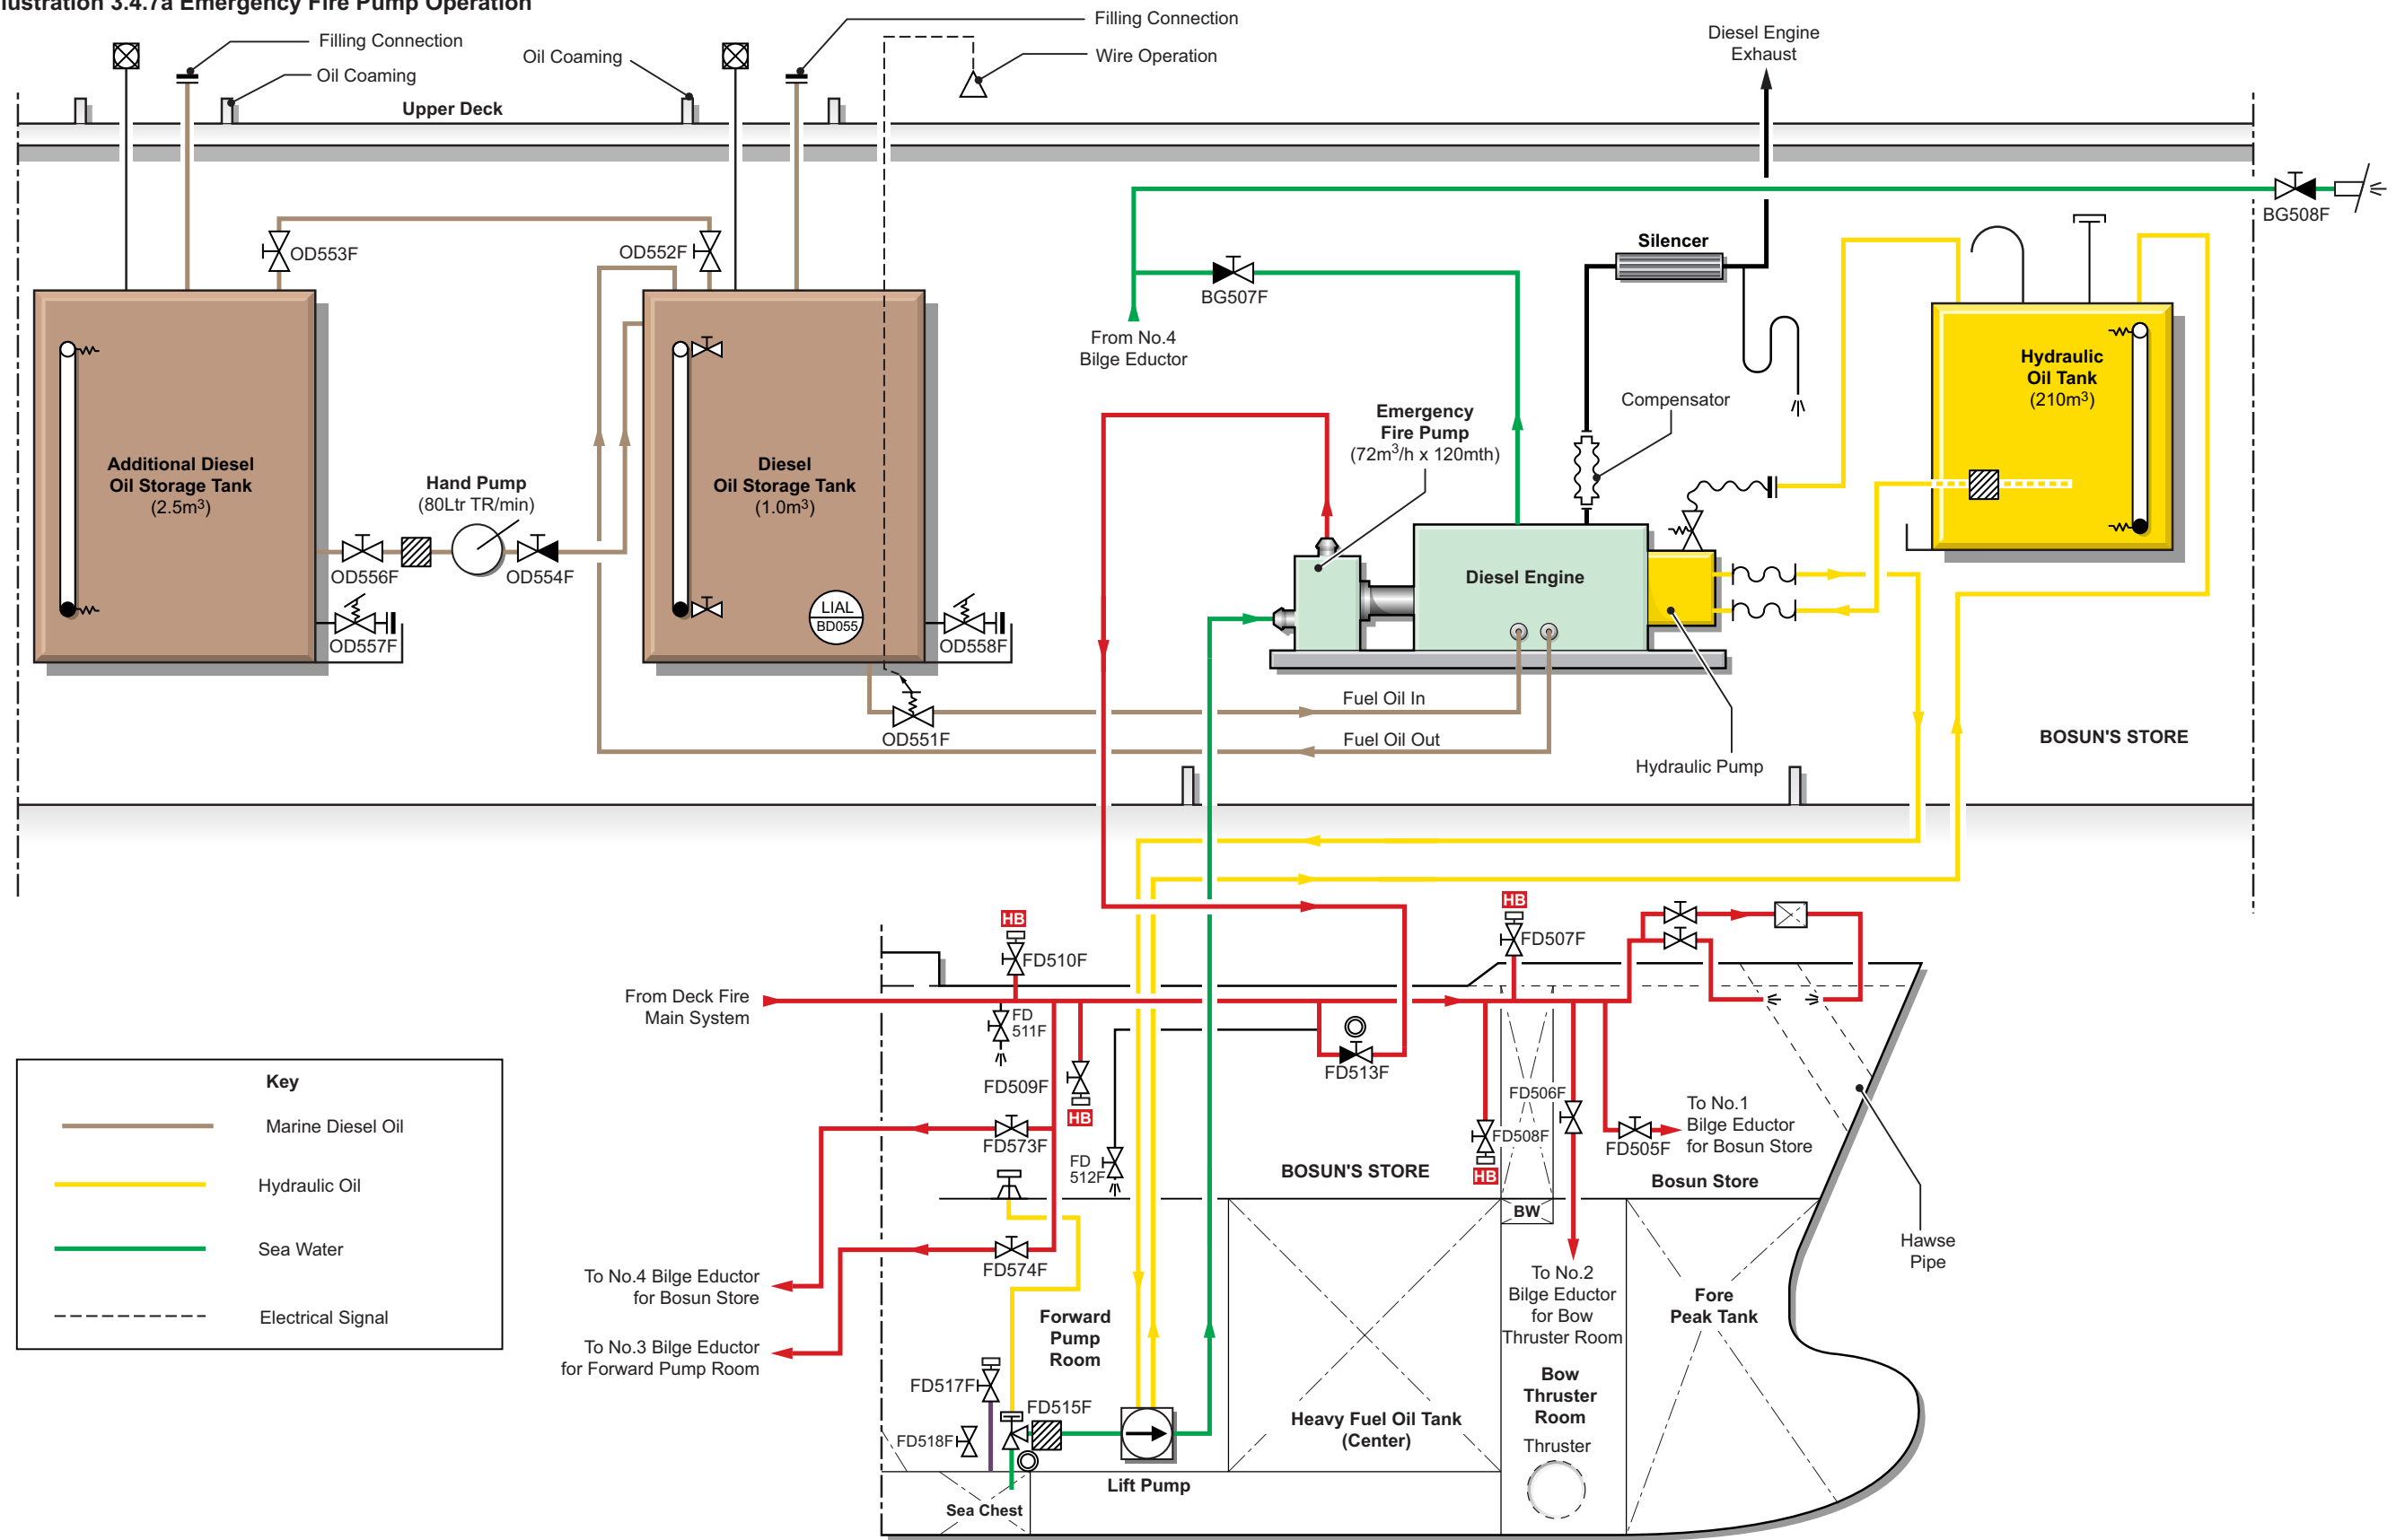 lustration 3.4.7a Emergency Fire Pump Operation
Filling Connection
Oil Coaming
Oil Coaming
Filling Connection
Wire Operation
Diesel Engine
Exhaust
Upper Deck
BG508F
OD553F
OD552F
BG507F
Silencer
From No.4
Bilge Eductor
Hydraulic
Oil Tank
(210m³)
Compensator
Emergency
Fire Pump
(72m³/h x 120mth)
Additional Diesel
Oil Storage Tank
(2.5m³)
Hand Pump
(80Ltr TR/min)
Diesel
Oil Storage Tank
(1.0m³)
OD556F
OD554F
Diesel Engine
LIAL
BD055
OD557F
OD558F
Fuel Oil In
OD551F
Fuel Oil Out
Hydraulic Pump
BOSUN'S STORE
HB
FD510F
HB
FD507F
From Deck Fire
Main System
FD
511F
FD513F
FD509F
HB
FD506F
To No.1
Bilge Eductor
for Bosun Store
FD505F
FD573F
FD
512F
FD508F
HB
BOSUN'S STORE
Bosun Store
BW
Hawse
Pipe
FD574F
To No.4 Bilge Eductor
for Bosun Store
To No.2
Bilge Eductor
for Bow
Thruster Room
Fore
Peak Tank
Forward
Pump
Room
To No.3 Bilge Eductor
for Forward Pump Room
FD517F
FD515F
Bow
Thruster
Room
Thruster
Heavy Fuel Oil Tank
(Center)
FD518F
Lift Pump
Sea Chest
Key
Marine Diesel Oil
Hydraulic Oil
Sea Water
Electrical Signal